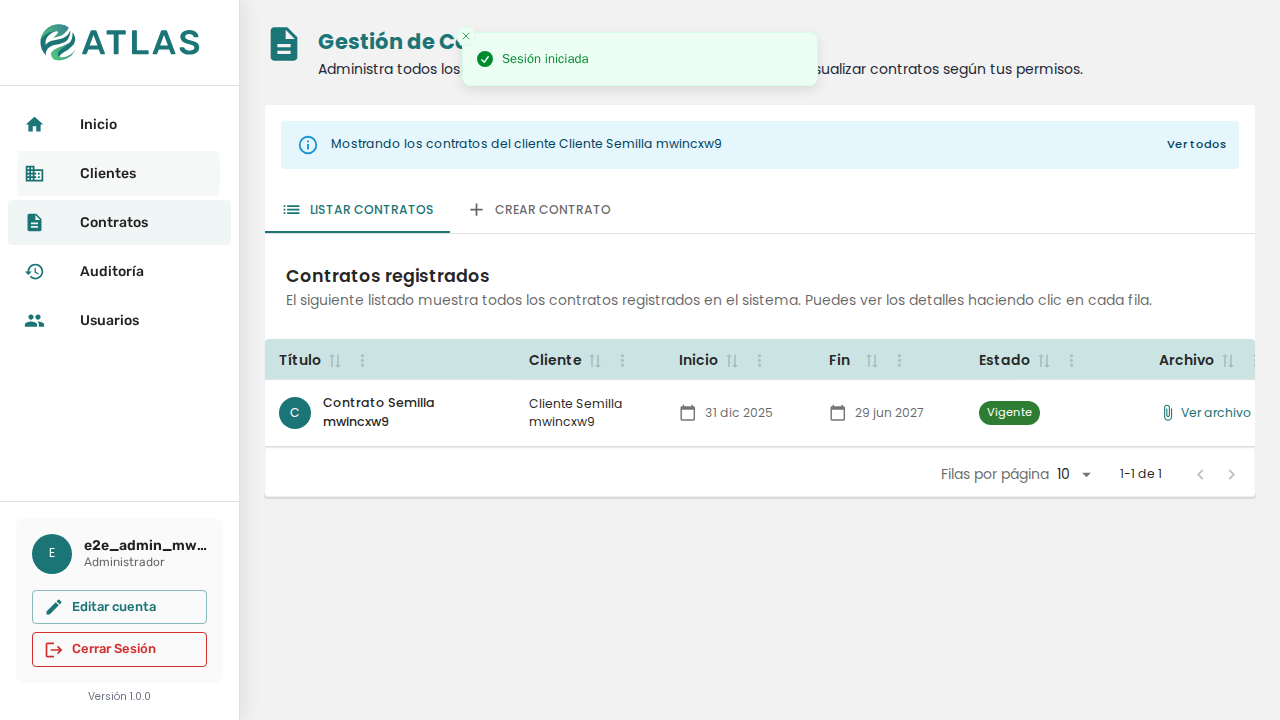 ATLAS
Inicio
Clientes
Contratos
Auditoría
Usuarios
E
e2e_admin_mw...
Administrador
Editar cuenta
Cerrar Sesión
Versión 1.0.0
Gestión de Co
Administra todos los
sualizar contratos según tus permisos.
Sesión iniciada
Mostrando los contratos del cliente Cliente Semilla mwincxw9
Ver todos
LISTAR CONTRATOS
CREAR CONTRATO
Contratos registrados
El siguiente listado muestra todos los contratos registrados en el sistema. Puedes ver los detalles haciendo clic en cada fila.
Título Cliente Inicio Fin Estado Archivo
C
Contrato Semilla
mwincxw9
Cliente Semilla
mwincxw9
31 dic 2025
29 jun 2027
Vigente
Ver archivo
Filas por página 10
1-1 de 1